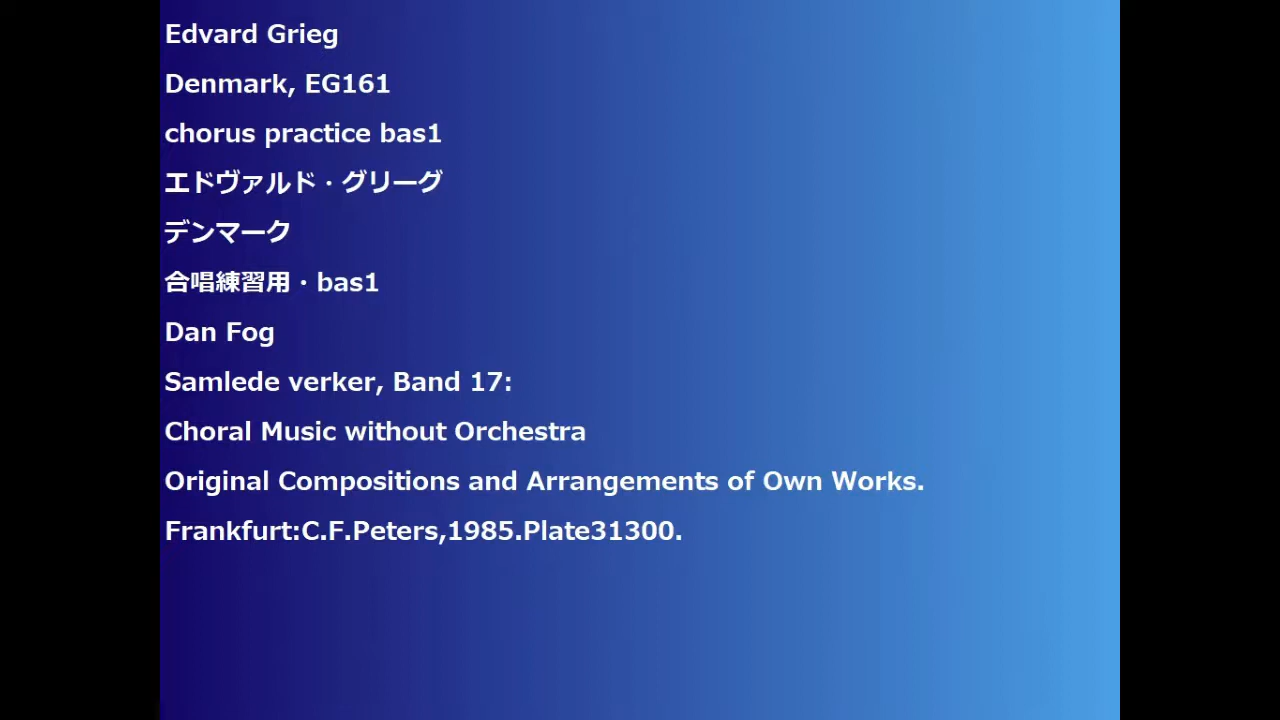 Edvard Grieg
Denmark, EG161
chorus practice bas1
エドヴァルド・グリーグ
デンマーク
合唱練習用・bas1
Dan Fog
Samlede verker, Band 17:
Choral Music without Orchestra
Original Compositions and Arrangements of Own Works.
Frankfurt:C.F.Peters,1985.Plate31300.